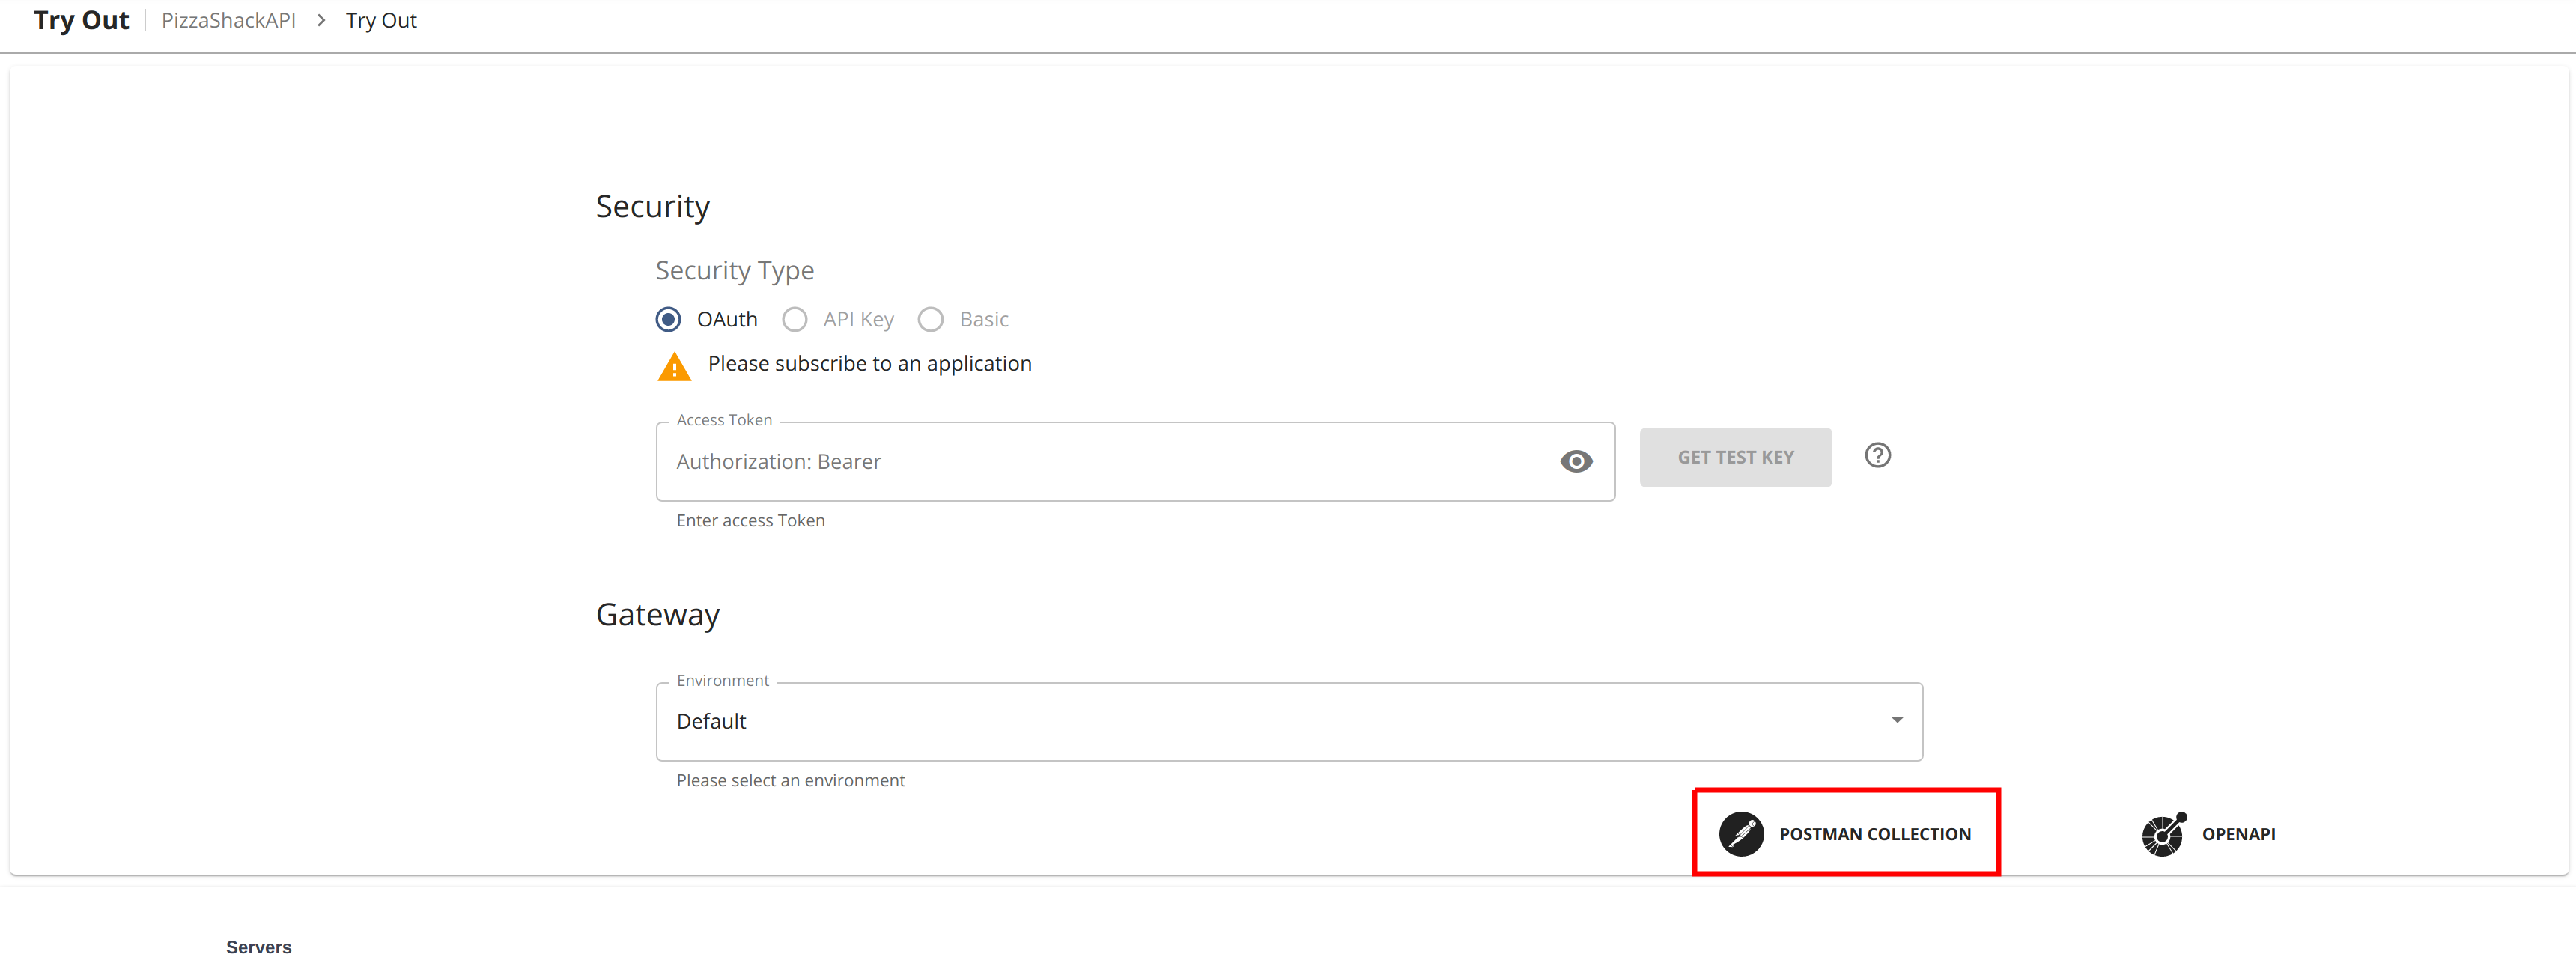 Try Out PizzaShackAPI > Try Out
Security
Security Type
OAuth API Key Basic
Please subscribe to an application
Access Token
Authorization: Bearer
GET TEST KEY ?
Enter access Token
Gateway
Environment
Default
Please select an environment
POSTMAN COLLECTION OPENAPI
Servers